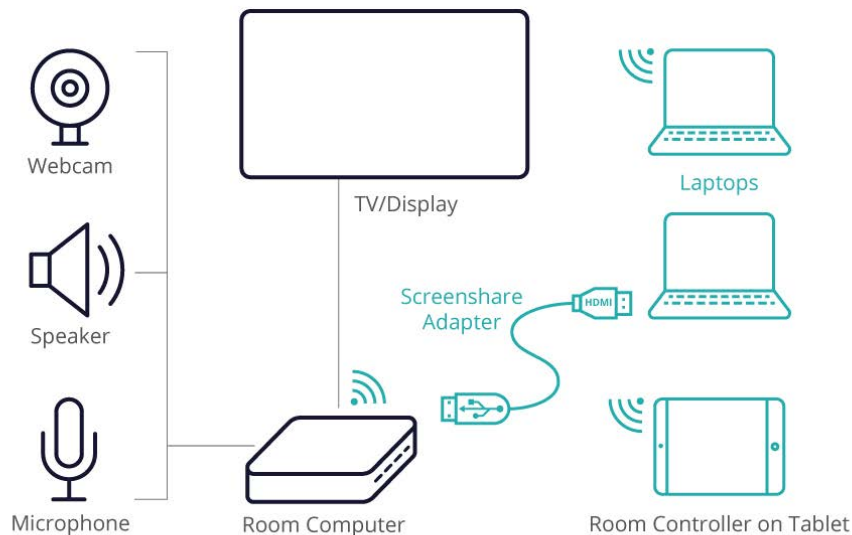 Webcam
TV/Display
Laptops
Speaker
Screenshare
Adapter
HDMI
Microphone
Room Computer
Room Controller on Tablet